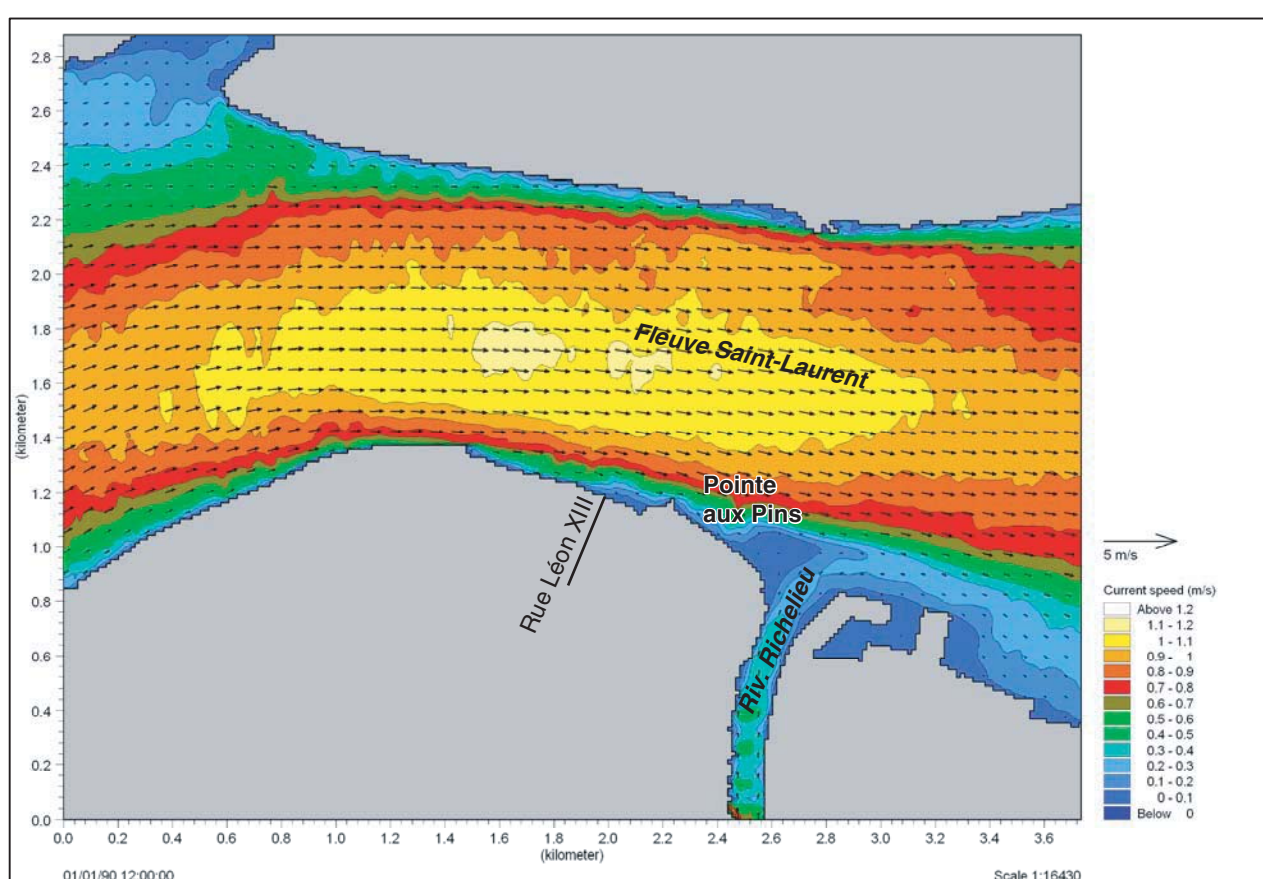 2.8
2.6
2.4
2.2
2.0
1.8
1.6
1.4
1.2
1.0
0.8
0.6
0.4
0.2
0.0
(kilometer)
Fleuve Saint-Laurent
Pointe
aux Pins
Rue Léon XIII
Riv. Richelieu
0.0 0.2 0.4 0.6 0.8 1.0 1.2 1.4 1.6 1.8 2.0 2.2 2.4 2.6 2.8 3.0 3.2 3.4 3.6
(kilometer)
5 m/s
Current speed (m/s)
Above 1.2
1.1 - 1.2
1 - 1.1
0.9 - 1
0.8 - 0.9
0.7 - 0.8
0.6 - 0.7
0.5 - 0.6
0.4 - 0.5
0.3 - 0.4
0.2 - 0.3
0.1 - 0.2
0 - 0.1
Below 0
01/01/90 12:00:00
Scale 1:16430